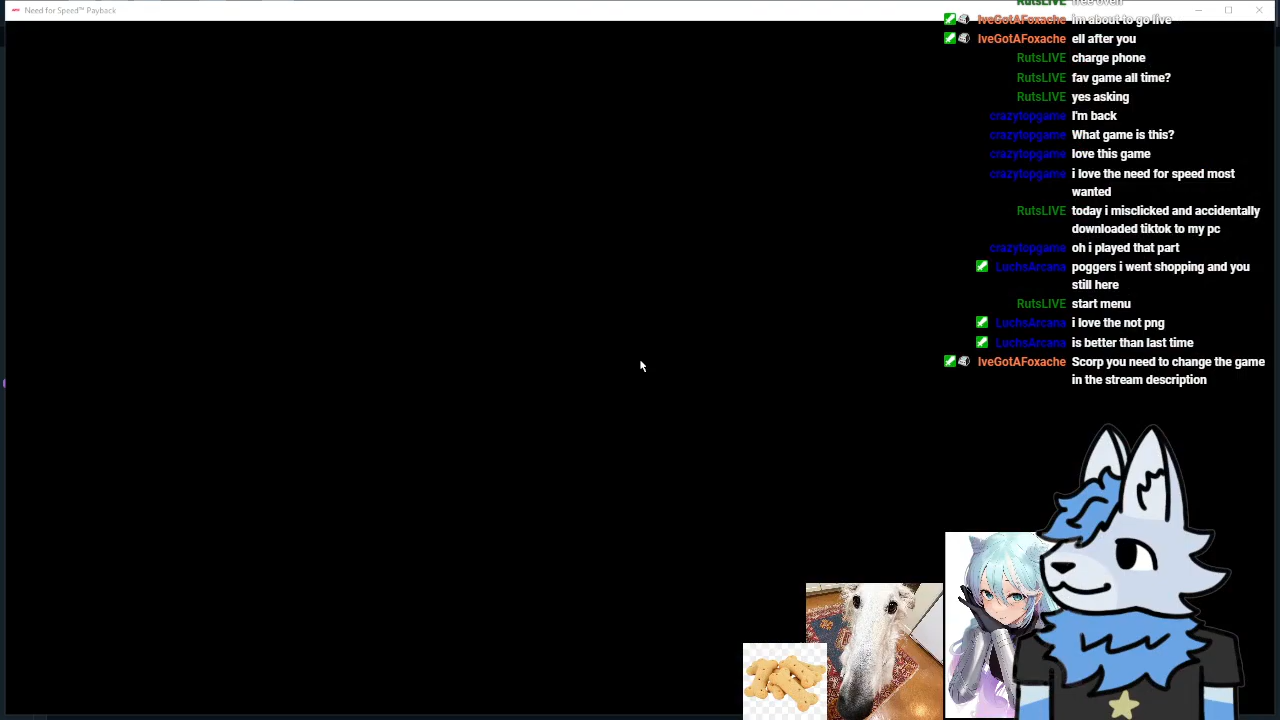 Need for Speed™ Payback
RutsLIVE free oven
IveGotAFoxache im about to go live
IveGotAFoxache ell after you
RutsLIVE charge phone
RutsLIVE fav game all time?
RutsLIVE yes asking
crazytopgame I'm back
crazytopgame What game is this?
crazytopgame love this game
crazytopgame i love the need for speed most
wanted
RutsLIVE today i misclicked and accidentally
downloaded tiktok to my pc
crazytopgame oh i played that part
LuchsArcana poggers i went shopping and you
still here
RutsLIVE start menu
LuchsArcana i love the not png
LuchsArcana is better than last time
IveGotAFoxache Scorp you need to change the game
in the stream description